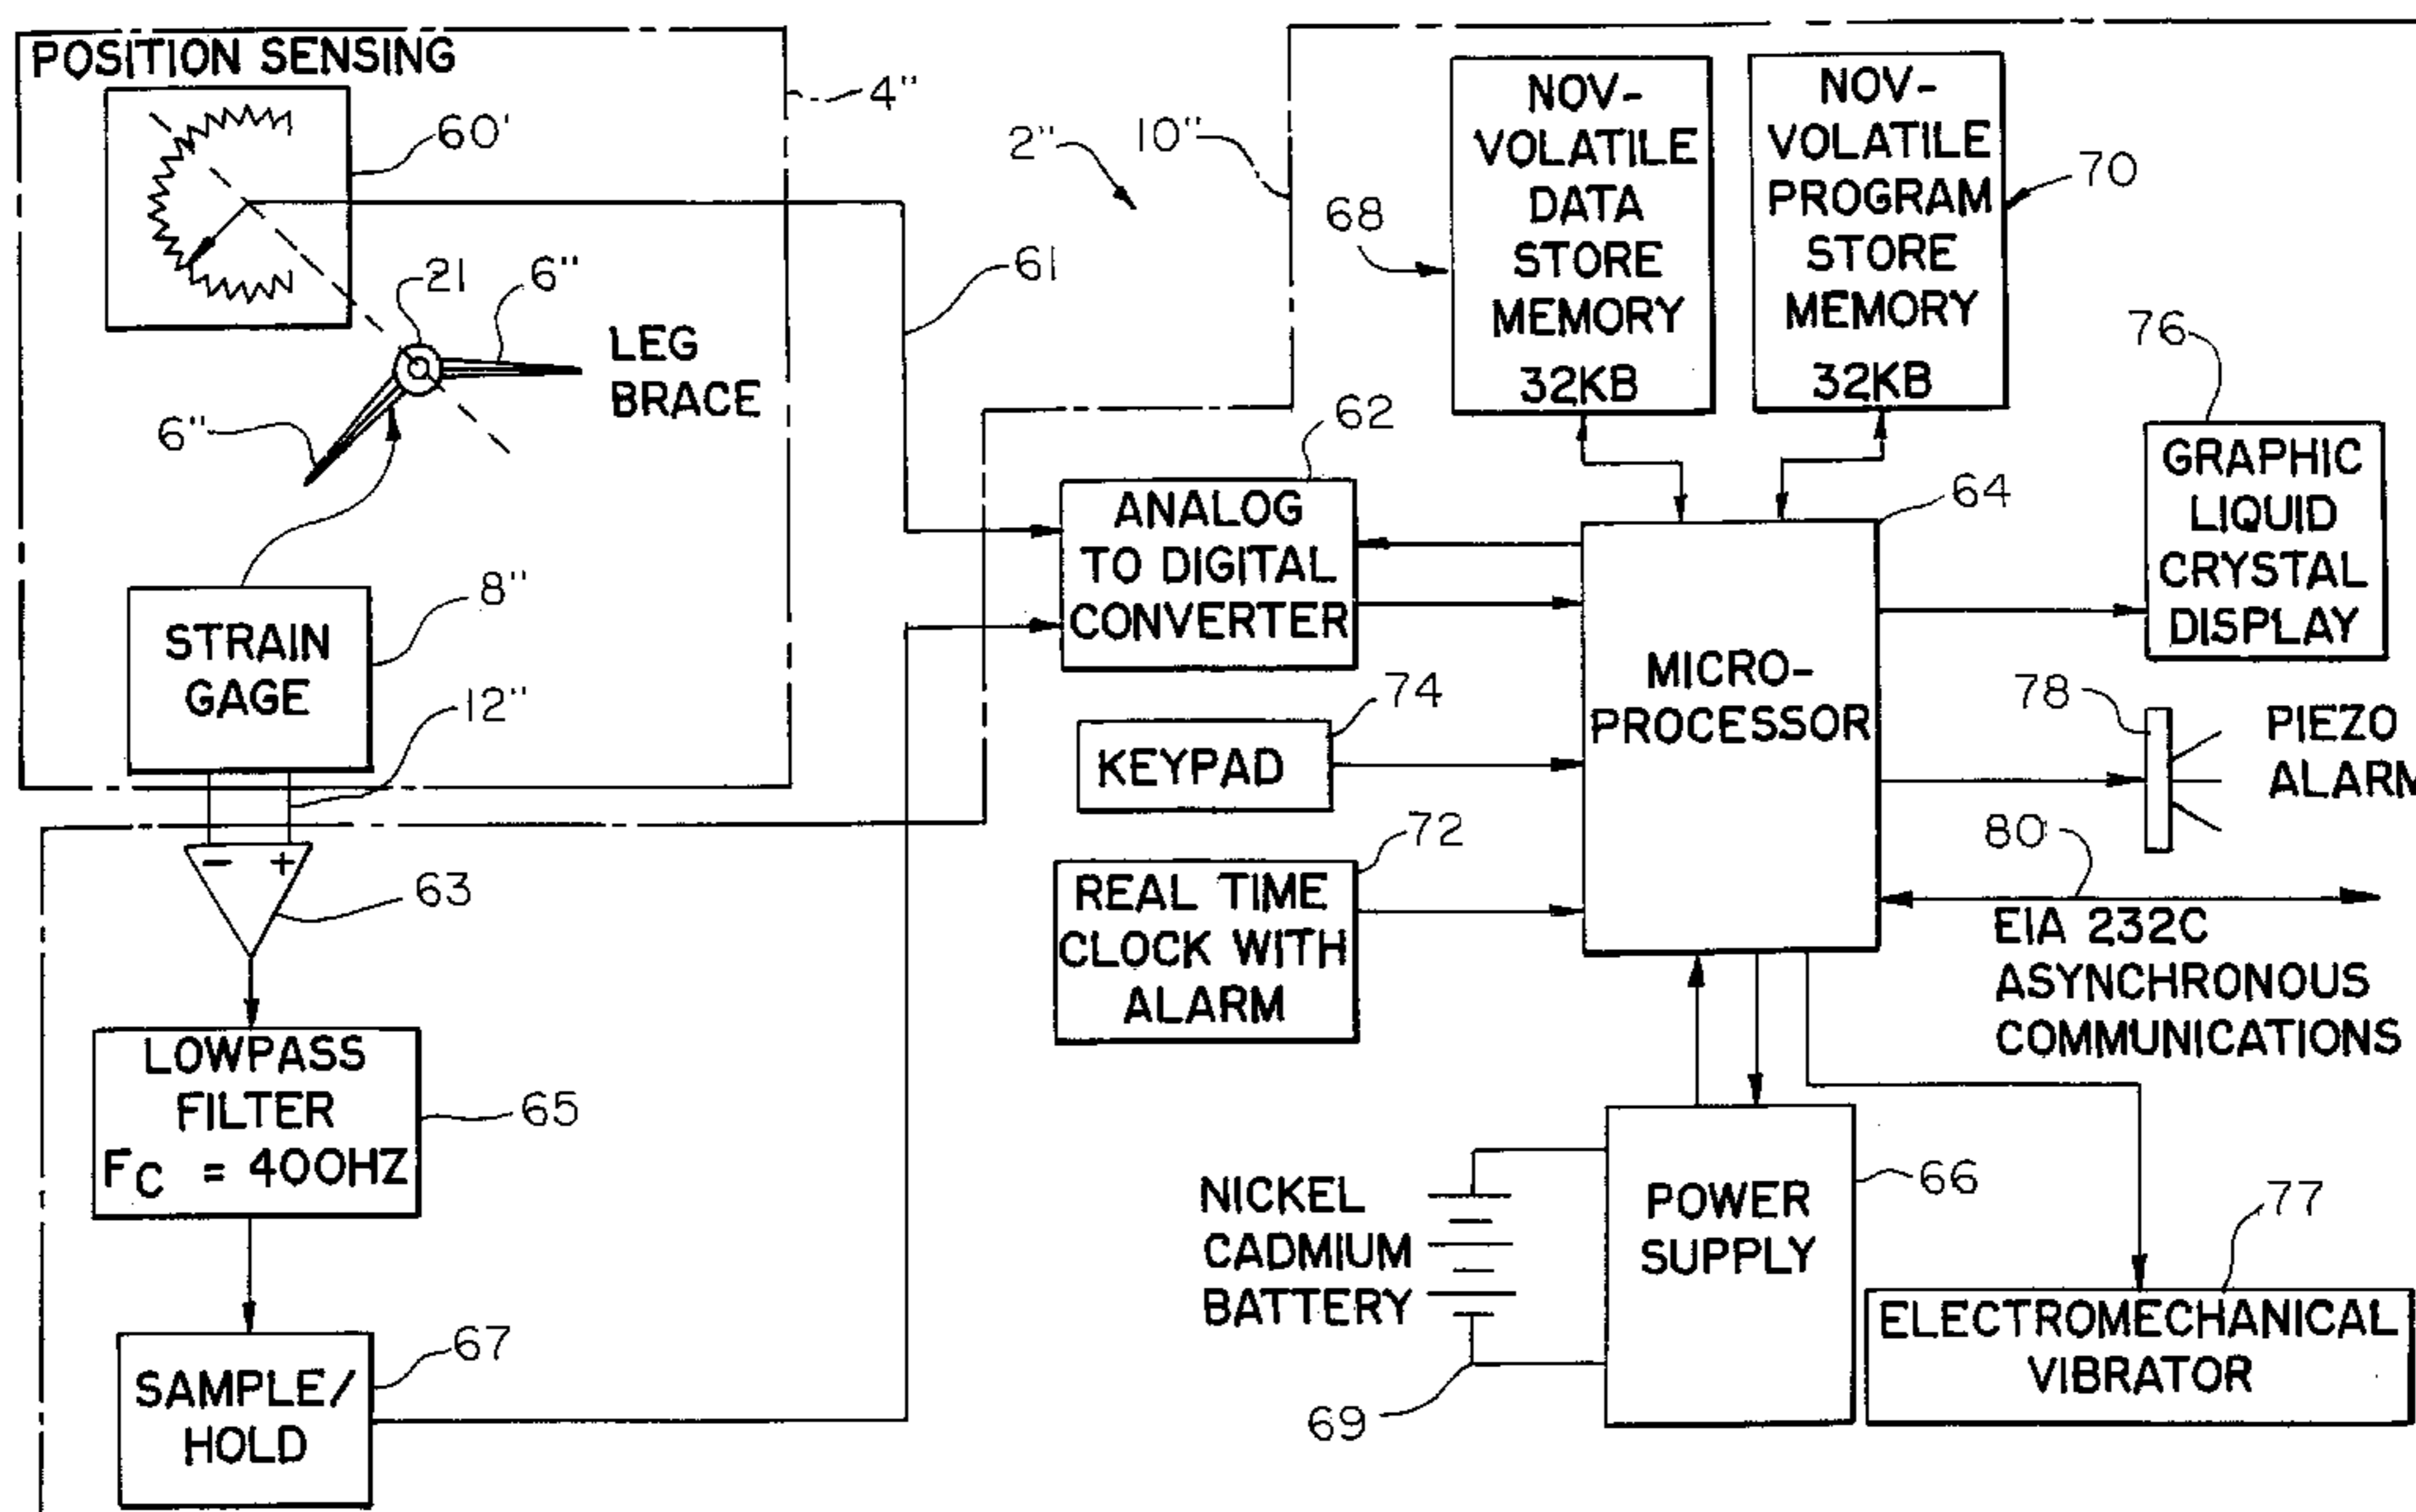 POSITION SENSING
4"
60'
21
6"
LEG
BRACE
6"
61
STRAIN
GAGE
8"
12"
- +
63
LOWPASS
FILTER
FC = 400HZ
65
SAMPLE/
HOLD
67
2"
10"
68
NOV-
VOLATILE
DATA
STORE
MEMORY
32KB
NOV-
VOLATILE
PROGRAM
STORE
MEMORY
32KB
70
62
ANALOG
TO DIGITAL
CONVERTER
64
MICRO-
PROCESSOR
76
GRAPHIC
LIQUID
CRYSTAL
DISPLAY
74
KEYPAD
78
PIEZO
ALARM
72
REAL TIME
CLOCK WITH
ALARM
80
EIA 232C
ASYNCHRONOUS
COMMUNICATIONS
NICKEL
CADMIUM
BATTERY
69
POWER
SUPPLY
66
77
ELECTROMECHANICAL
VIBRATOR